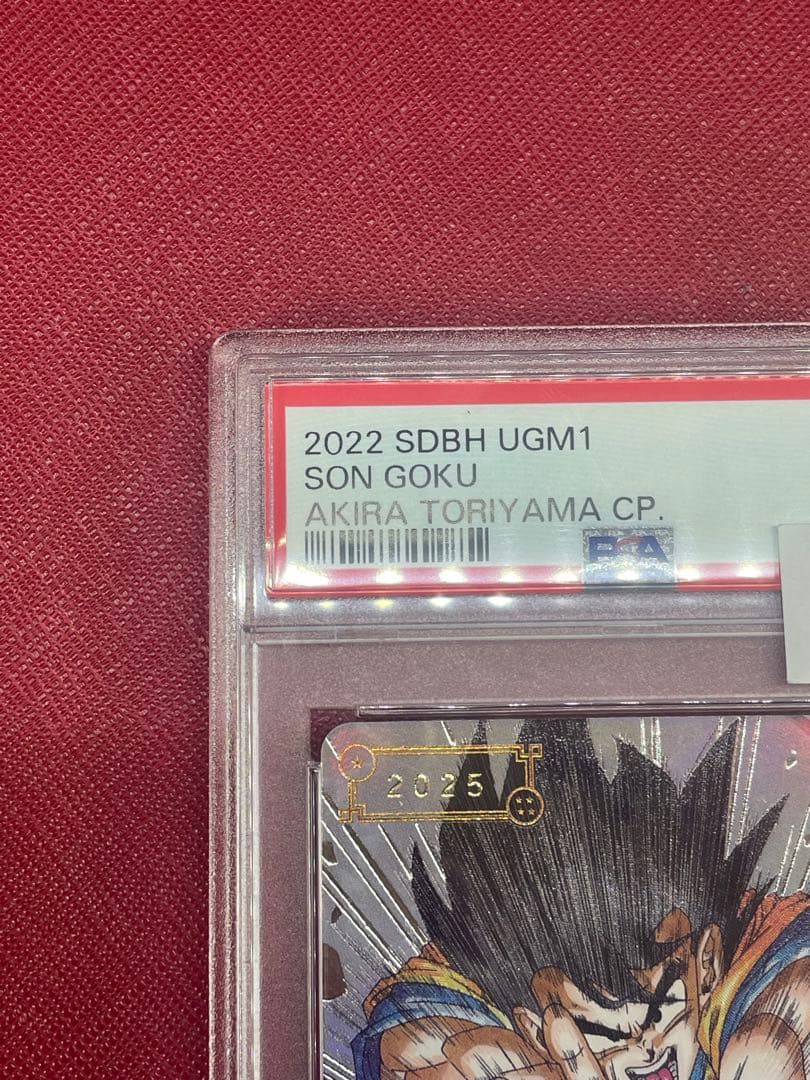 2022 SDBH UGM1
SON GOKU
AKIRA TORIYAMA CP.
PSA
2025